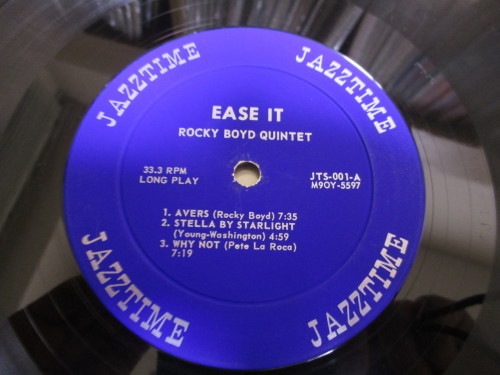 JAZZTIME
JAZZTIME
EASE IT
ROCKY BOYD QUINTET
33.3 RPM
LONG PLAY
JTS-001-A
M9OY-5597
1. AVERS (Rocky Boyd) 7:35
2. STELLA BY STARLIGHT
(Young-Washington) 4:59
3. WHY NOT (Pete La Roca)
7:19
JAZZTIME
JAZZTIME